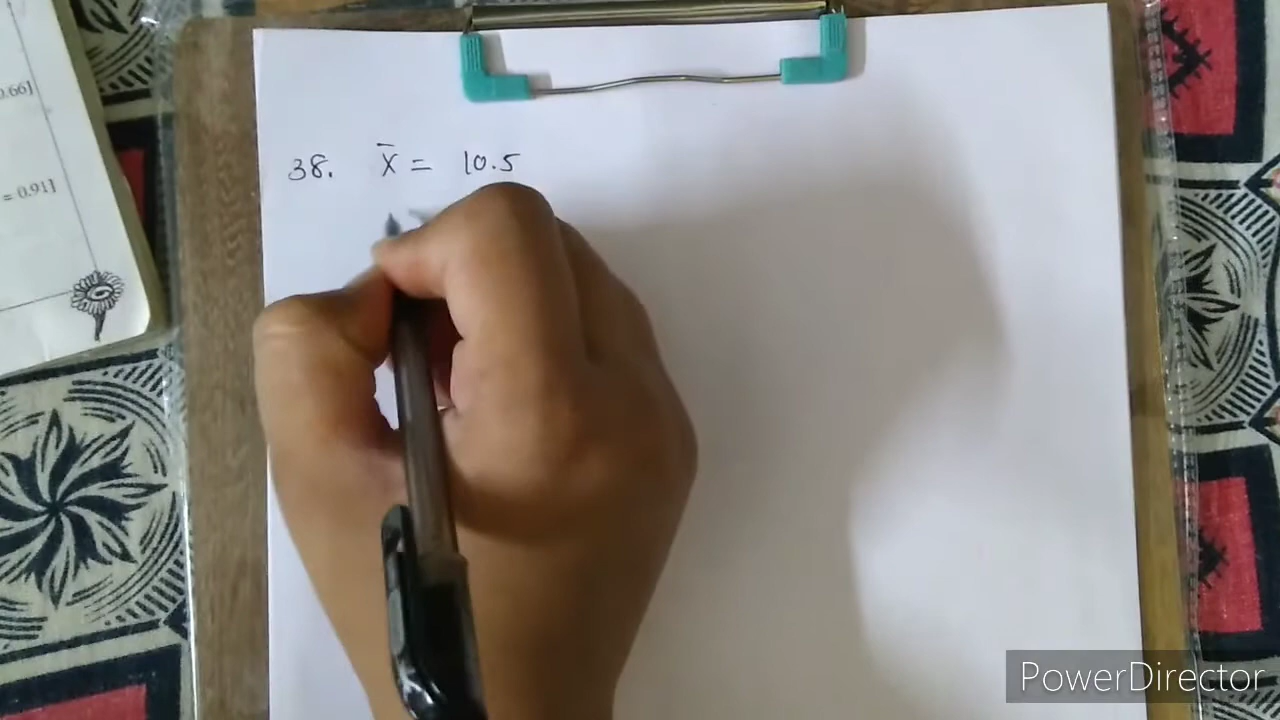 0.66]
= 0.91]
38. x̄ = 10.5
PowerDirector